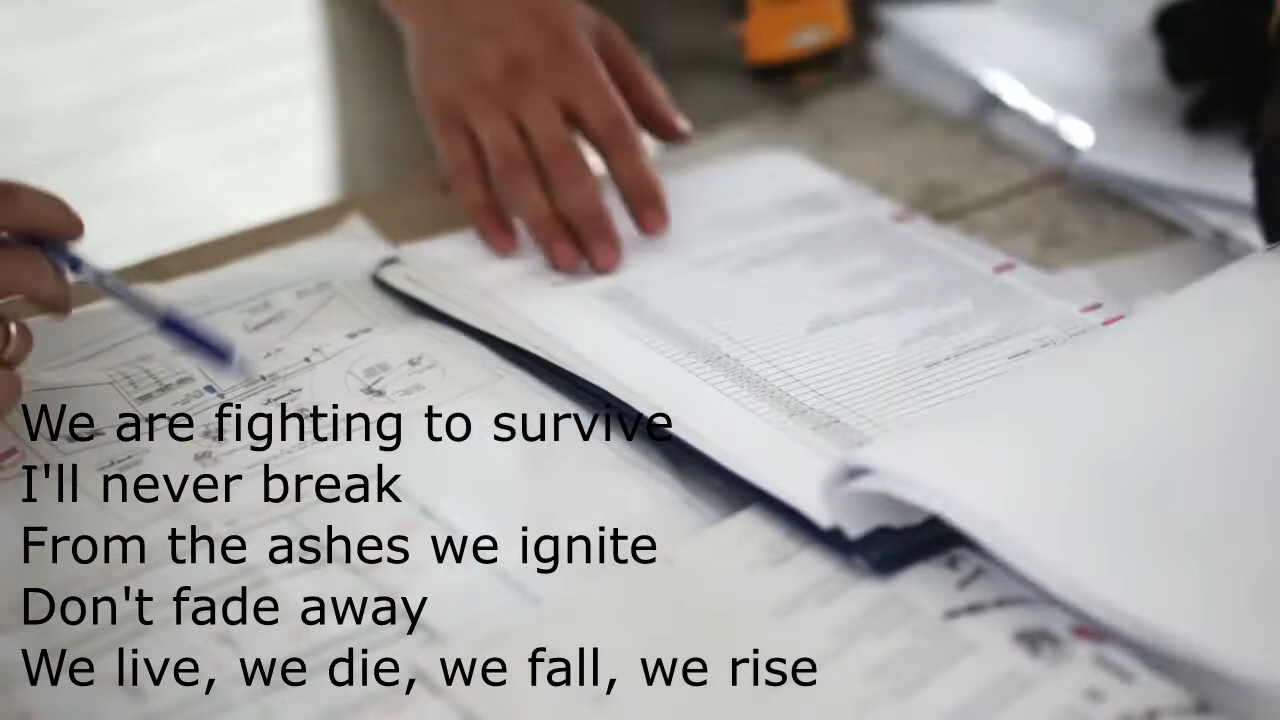 We are fighting to survive
I'll never break
From the ashes we ignite
Don't fade away
We live, we die, we fall, we rise